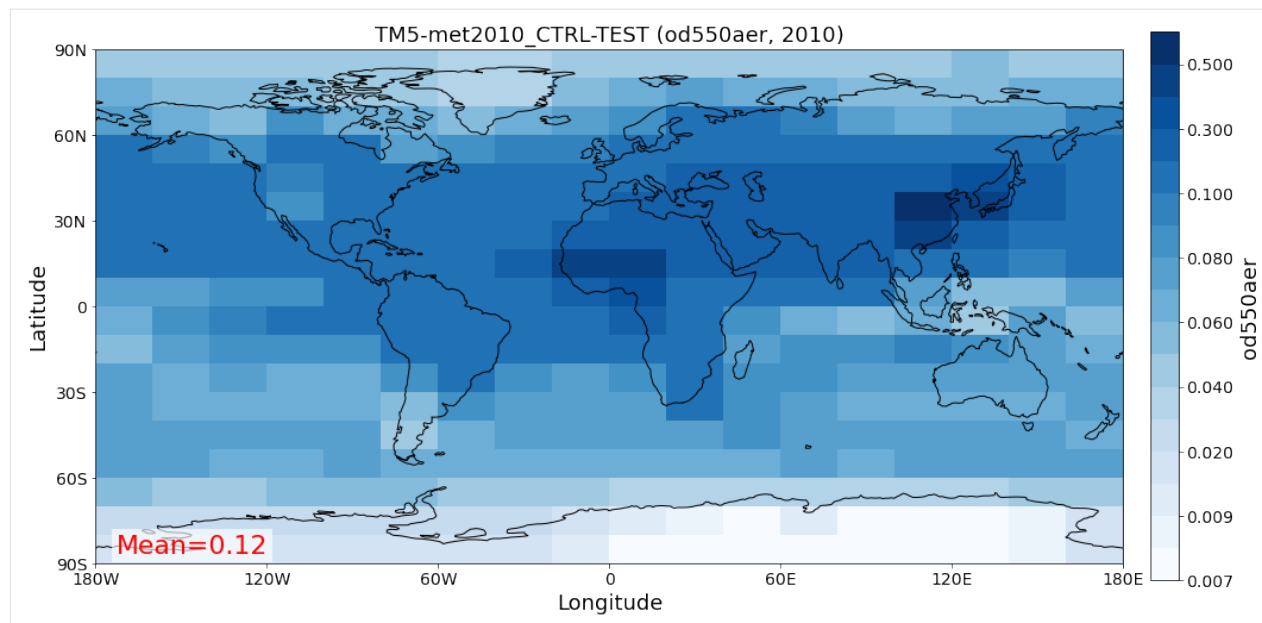 TM5-met2010_CTRL-TEST (od550aer, 2010)
90N
60N
30N
0
30S
60S
90S
Latitude
Mean=0.12
180W
120W
60W
0
60E
120E
180E
Longitude
0.500
0.300
0.100
0.080
0.060
0.040
0.020
0.009
0.007
od550aer